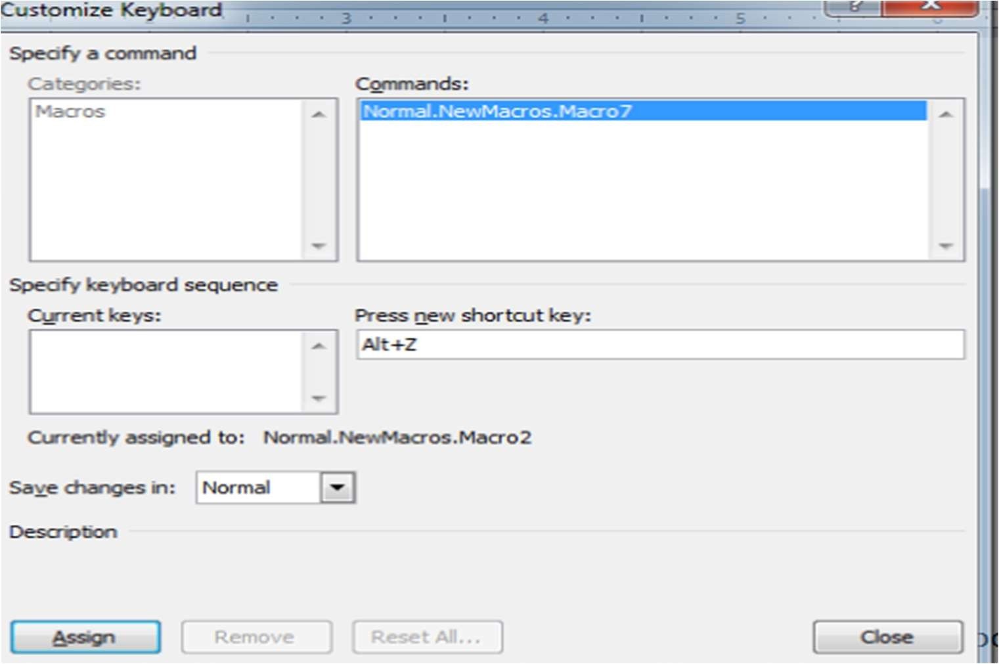 Customize Keyboard
3 4 5 6
Specify a command
Categories:
Commands:
Macros
Normal.NewMacros.Macro7
Specify keyboard sequence
Current keys:
Press new shortcut key:
Alt+Z
Currently assigned to: Normal.NewMacros.Macro2
Save changes in: Normal
Description
Assign
Remove
Reset All...
Close